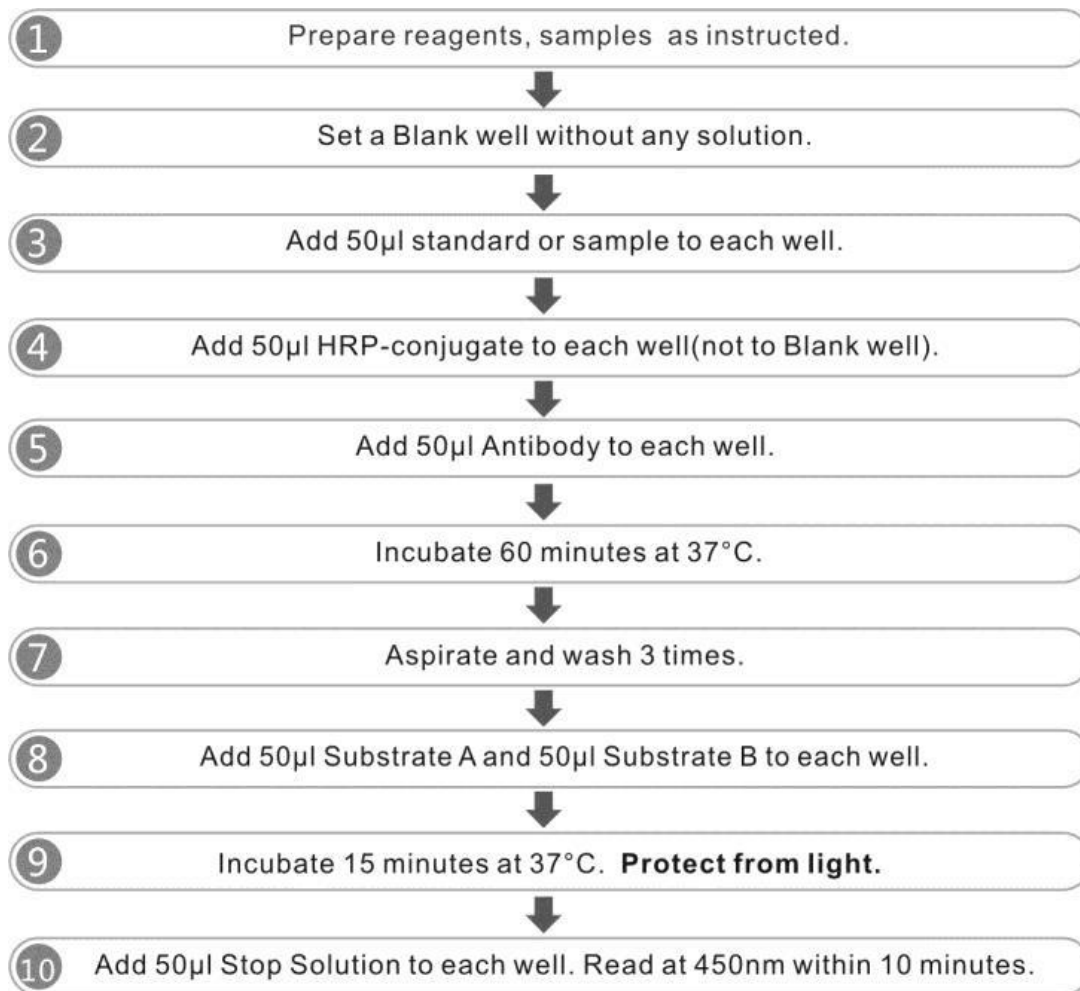 1 Prepare reagents, samples as instructed.
2 Set a Blank well without any solution.
3 Add 50µl standard or sample to each well.
4 Add 50µl HRP-conjugate to each well(not to Blank well).
5 Add 50µl Antibody to each well.
6 Incubate 60 minutes at 37°C.
7 Aspirate and wash 3 times.
8 Add 50µl Substrate A and 50µl Substrate B to each well.
9 Incubate 15 minutes at 37°C. Protect from light.
10 Add 50µl Stop Solution to each well. Read at 450nm within 10 minutes.